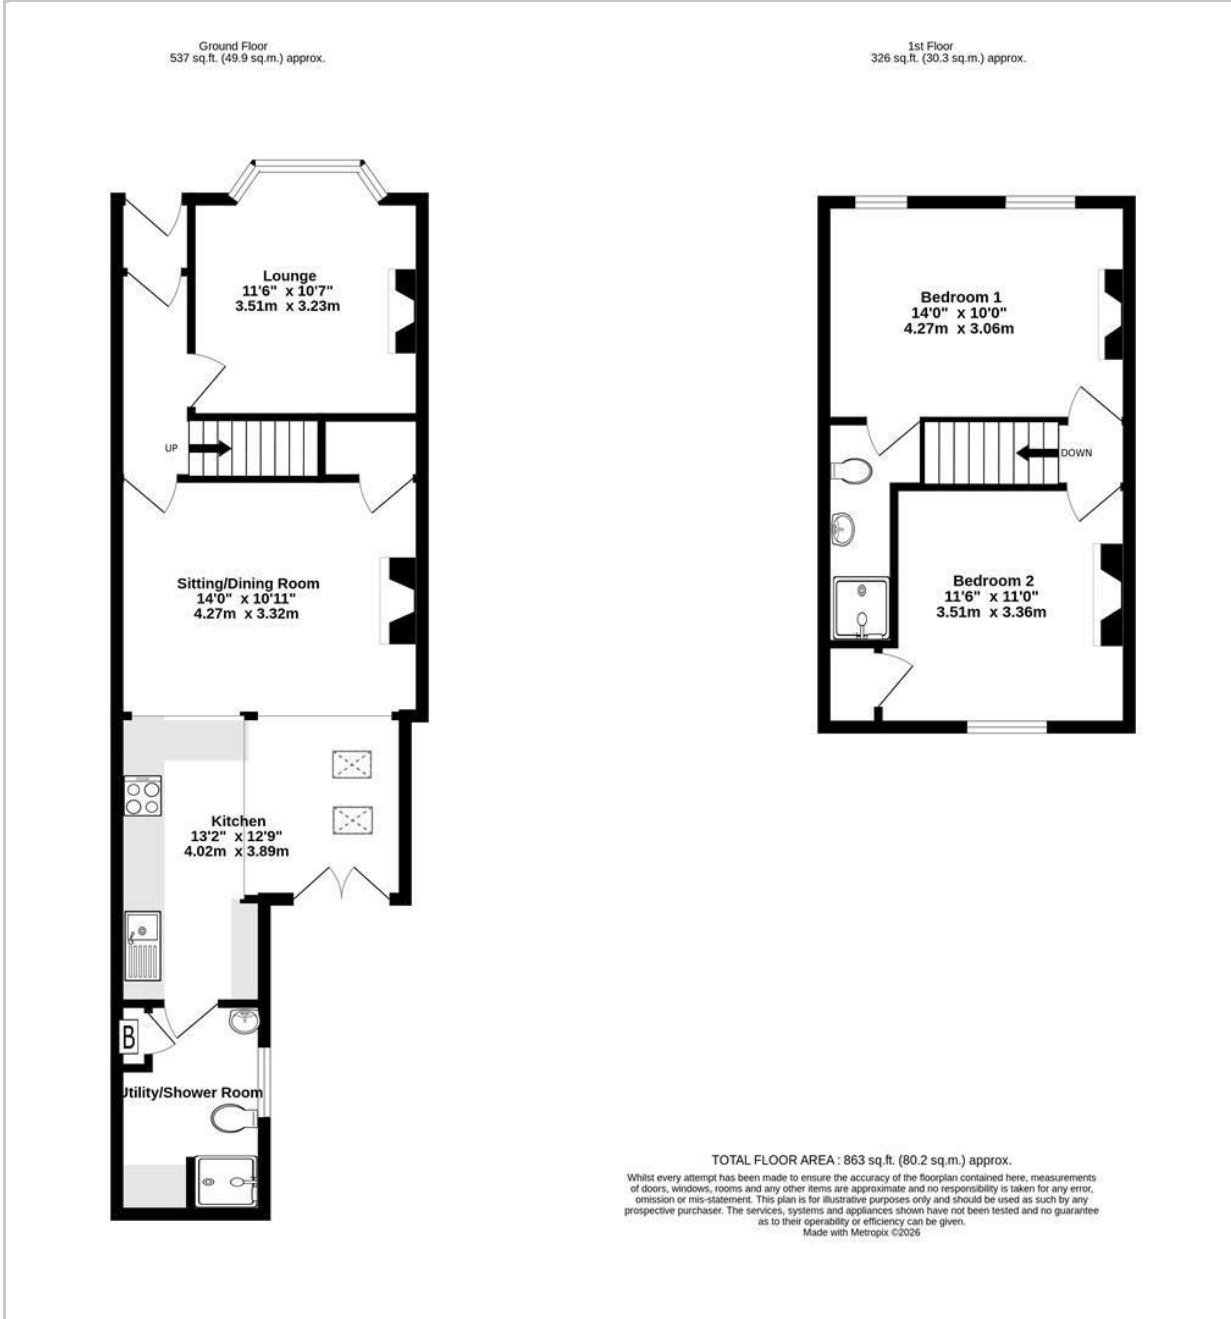 Ground Floor
537 sq.ft. (49.9 sq.m.) approx.
1st Floor
326 sq.ft. (30.3 sq.m.) approx.
Lounge
11'6" x 10'7"
3.51m x 3.23m
UP
Sitting/Dining Room
14'0" x 10'11"
4.27m x 3.32m
Kitchen
13'2" x 12'9"
4.02m x 3.89m
B
Utility/Shower Room
Bedroom 1
14'0" x 10'0"
4.27m x 3.06m
DOWN
Bedroom 2
11'6" x 11'0"
3.51m x 3.36m
TOTAL FLOOR AREA : 863 sq.ft. (80.2 sq.m.) approx.
Whilst every attempt has been made to ensure the accuracy of the floorplan contained here, measurements
of doors, windows, rooms and any other items are approximate and no responsibility is taken for any error,
omission or mis-statement. This plan is for illustrative purposes only and should be used as such by any
prospective purchaser. The services, systems and appliances shown have not been tested and no guarantee
as to their operability or efficiency can be given.
Made with Metropix ©2026